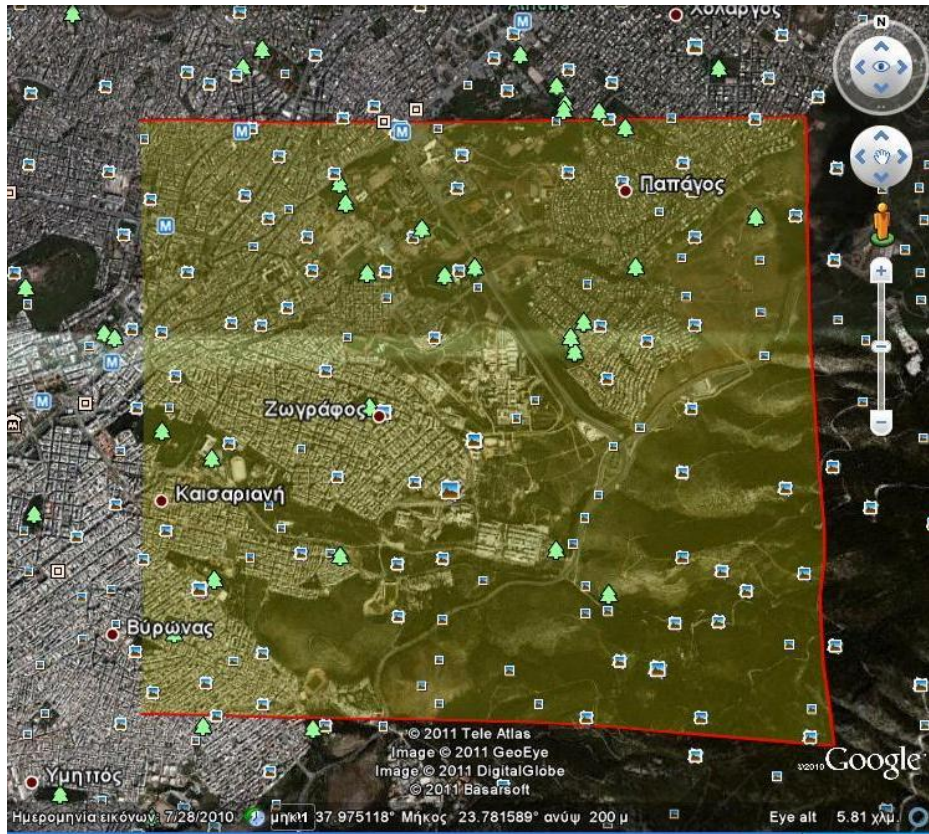 Χολαργός
N
M
M
Παπάγος
M
M
M
Ζωγράφος
Καισαριανή
Βύρωνας
© 2011 Tele Atlas
Image © 2011 GeoEye
Image © 2011 DigitalGlobe
© 2011 Basarsoft
©2010 Google
Υμηττός
Ημερομηνία εικόνων: 7/28/2010 37.975118° Μήκος 23.781589° ανύψ 200 μ Eye alt 5.81 χλμ.